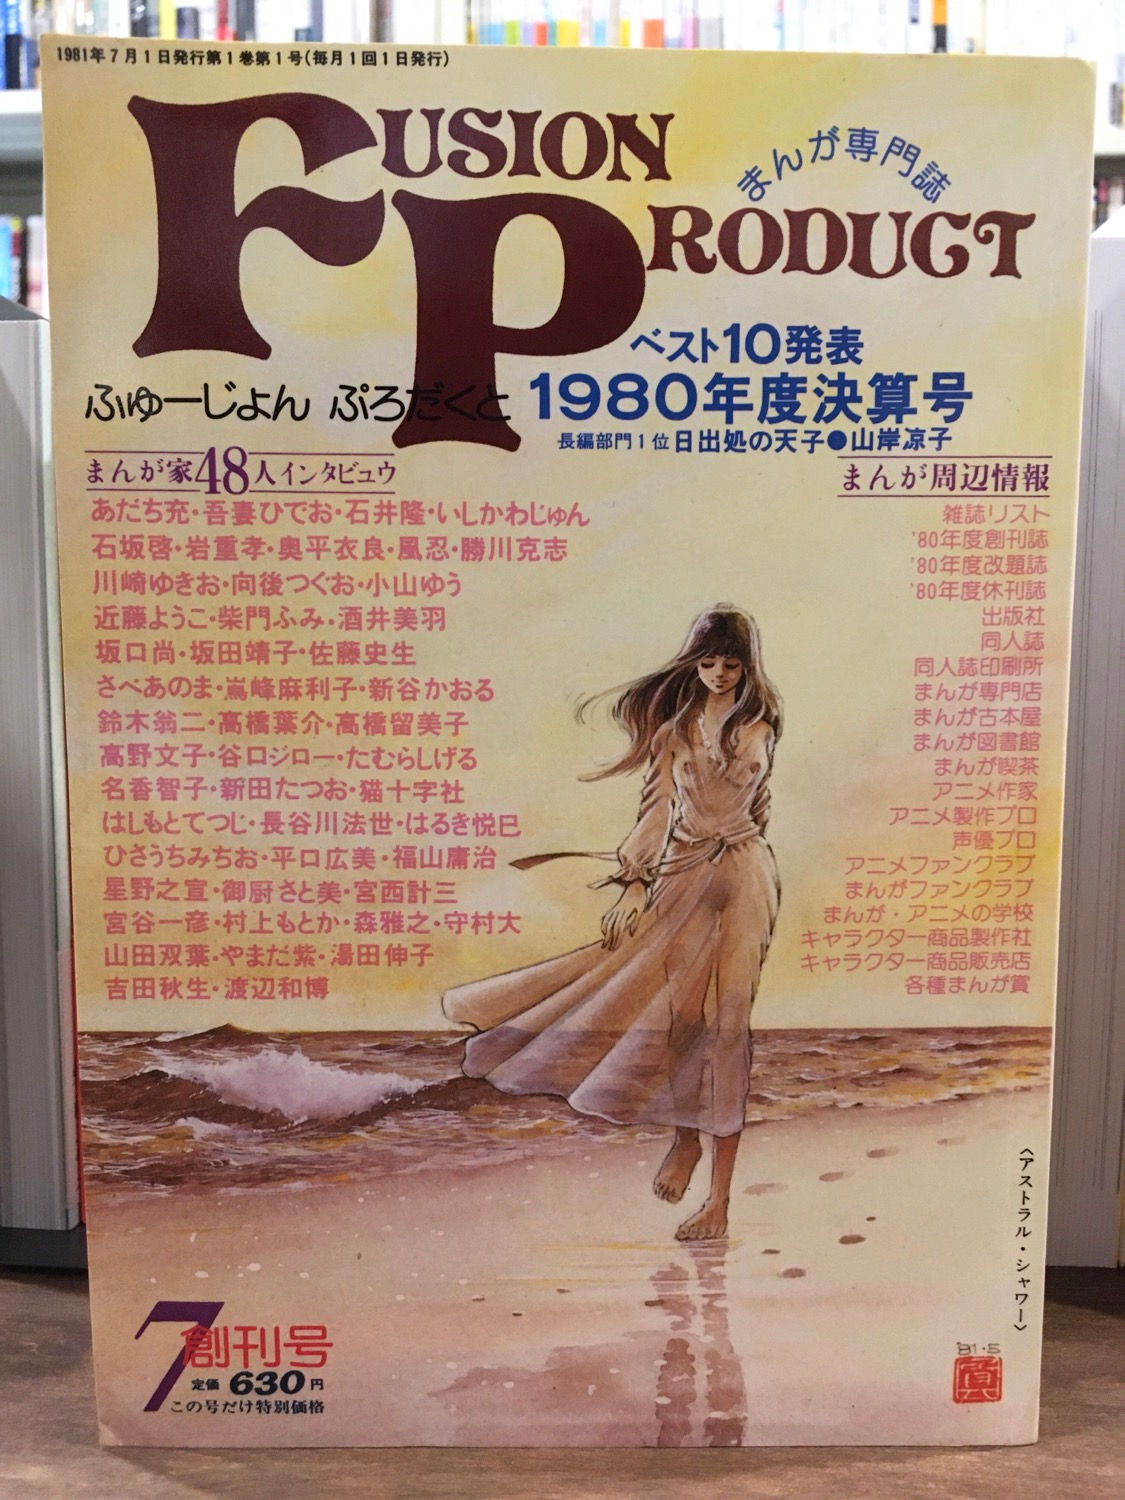 1981年7月1日発行第1巻第1号(毎月1回1日発行)
FUSION
PRODUCT
まんが専門誌
ふゅーじょん ぷろだくと
ベスト10発表
1980年度決算号
長編部門1位 日出処の天子●山岸凉子
まんが家48人インタビュウ
あだち充・吾妻ひでお・石井隆・いしかわじゅん
石坂啓・岩重孝・奥平衣良・風忍・勝川克志
川崎ゆきお・向後つぐお・小山ゆう
近藤ようこ・柴門ふみ・酒井美羽
坂口尚・坂田靖子・佐藤史生
さべあのま・嶌峰麻利子・新谷かおる
鈴木翁二・高橋葉介・高橋留美子
高野文子・谷口ジロー・たむらしげる
名香智子・新田たつお・猫十字社
はしもとてつじ・長谷川法世・はるき悦巳
ひさうちみちお・平口広美・福山庸治
星野之宣・御厨さと美・宮西計三
宮谷一彦・村上もとか・森雅之・守村大
山田双葉・やまだ紫・湯田伸子
吉田秋生・渡辺和博
まんが周辺情報
雑誌リスト
'80年度創刊誌
'80年度改題誌
'80年度休刊誌
出版社
同人誌
同人誌印刷所
まんが専門店
まんが古本屋
まんが図書館
まんが喫茶
アニメ作家
アニメ製作プロ
声優プロ
アニメファンクラブ
まんがファンクラブ
まんが・アニメの学校
キャラクター商品製作社
キャラクター商品販売店
各種まんが賞
〈アストラル・シャワー〉
7
創刊号
定価 630円
この号だけ特別価格
'81・5